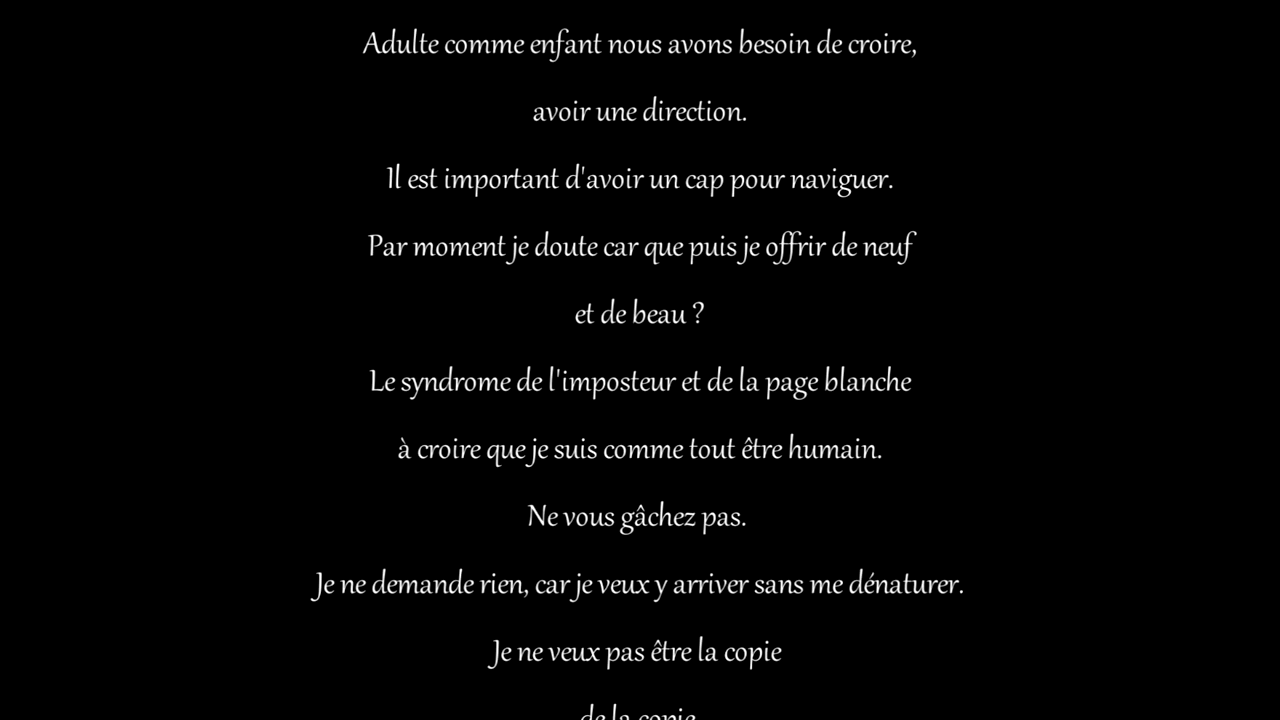 Adulte comme enfant nous avons besoin de croire,
avoir une direction.
Il est important d'avoir un cap pour naviguer.
Par moment je doute car que puis je offrir de neuf
et de beau ?
Le syndrome de l'imposteur et de la page blanche
à croire que je suis comme tout être humain.
Ne vous gâchez pas.
Je ne demande rien, car je veux y arriver sans me dénaturer.
Je ne veux pas être la copie
de la copie